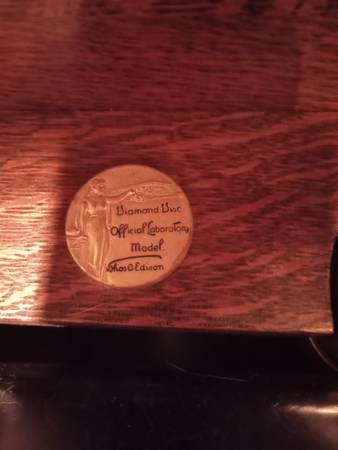 Diamond Disc
Official Laboratory
Model.
Thos A Edison